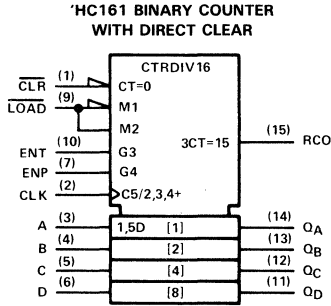 'HC161 BINARY COUNTER
WITH DIRECT CLEAR
CTRDIV16
CLR (1) CT=0
LOAD (9) M1
M2
3CT=15 (15) RCO
ENT (10) G3
ENP (7) G4
CLK (2) C5/2,3,4+
A (3) 1,5D [1] (14) QA
B (4) [2] (13) QB
C (5) [4] (12) QC
D (6) [8] (11) QD